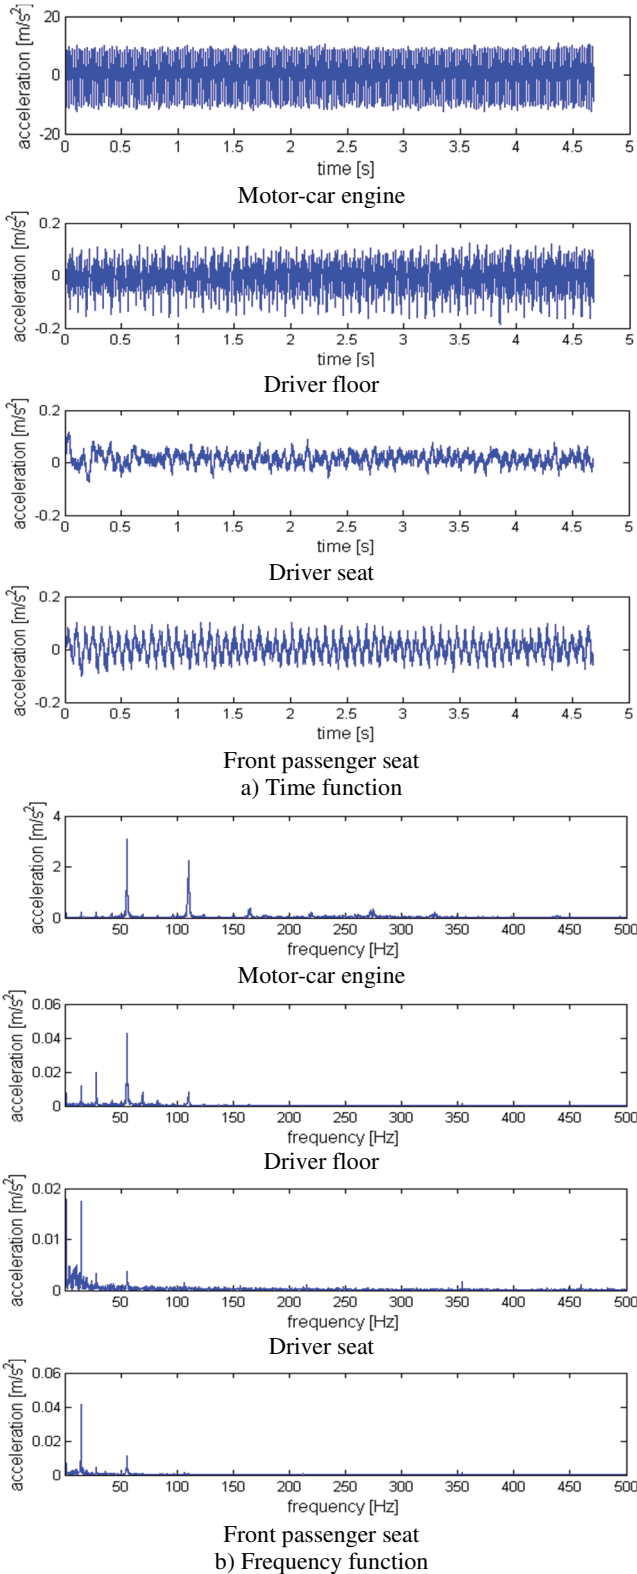 acceleration [m/s²]
20
0
-20
0 0.5 1 1.5 2 2.5 3 3.5 4 4.5 5
time [s]
Motor-car engine
acceleration [m/s²]
0.2
0
-0.2
0 0.5 1 1.5 2 2.5 3 3.5 4 4.5 5
time [s]
Driver floor
acceleration [m/s²]
0.2
0
-0.2
0 0.5 1 1.5 2 2.5 3 3.5 4 4.5 5
time [s]
Driver seat
acceleration [m/s²]
0.2
0
-0.2
0 0.5 1 1.5 2 2.5 3 3.5 4 4.5 5
time [s]
Front passenger seat
a) Time function
acceleration [m/s²]
4
2
0
50 100 150 200 250 300 350 400 450 500
frequency [Hz]
Motor-car engine
acceleration [m/s²]
0.06
0.04
0.02
0
50 100 150 200 250 300 350 400 450 500
frequency [Hz]
Driver floor
acceleration [m/s²]
0.02
0.01
0
50 100 150 200 250 300 350 400 450 500
frequency [Hz]
Driver seat
acceleration [m/s²]
0.06
0.04
0.02
0
50 100 150 200 250 300 350 400 450 500
frequency [Hz]
Front passenger seat
b) Frequency function